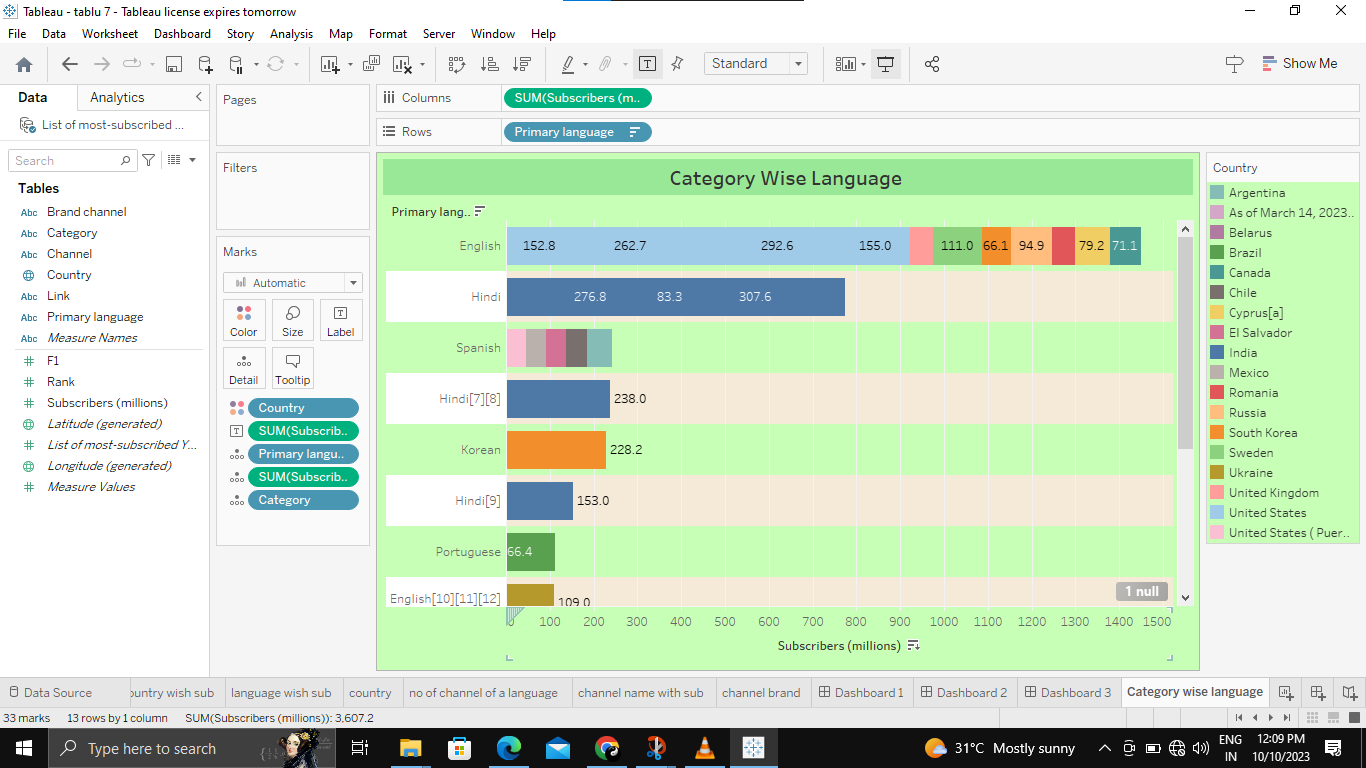 Tableau - tablu 7 - Tableau license expires tomorrow
File Data Worksheet Dashboard Story Analysis Map Format Server Window Help
Standard
Show Me
Data Analytics
List of most-subscribed ...
Search
Tables
Abc Brand channel
Abc Category
Abc Channel
Country
Abc Link
Abc Primary language
Abc Measure Names
F1
Rank
Subscribers (millions)
Latitude (generated)
List of most-subscribed Y...
Longitude (generated)
Measure Values
Pages
Filters
Marks
Automatic
Color Size Label
Detail Tooltip
Country
SUM(Subscrib..
Primary langu..
SUM(Subscrib..
Category
Columns SUM(Subscribers (m..
Rows Primary language
Category Wise Language
Primary lang..
English 152.8 262.7 292.6 155.0 111.0 66.1 94.9 79.2 71.1
Hindi 276.8 83.3 307.6
Spanish
Hindi[7][8] 238.0
Korean 228.2
Hindi[9] 153.0
Portuguese 66.4
English[10][11][12] 109.0
1 null
0 100 200 300 400 500 600 700 800 900 1000 1100 1200 1300 1400 1500
Subscribers (millions)
Country
Argentina
As of March 14, 2023..
Belarus
Brazil
Canada
Chile
Cyprus[a]
El Salvador
India
Mexico
Romania
Russia
South Korea
Sweden
Ukraine
United Kingdom
United States
United States ( Puer..
Data Source ountry wish sub language wish sub country no of channel of a language channel name with sub channel brand Dashboard 1 Dashboard 2 Dashboard 3 Category wise language
33 marks 13 rows by 1 column SUM(Subscribers (millions)): 3,607.2
Type here to search
31°C Mostly sunny
ENG
IN
12:09 PM
10/10/2023